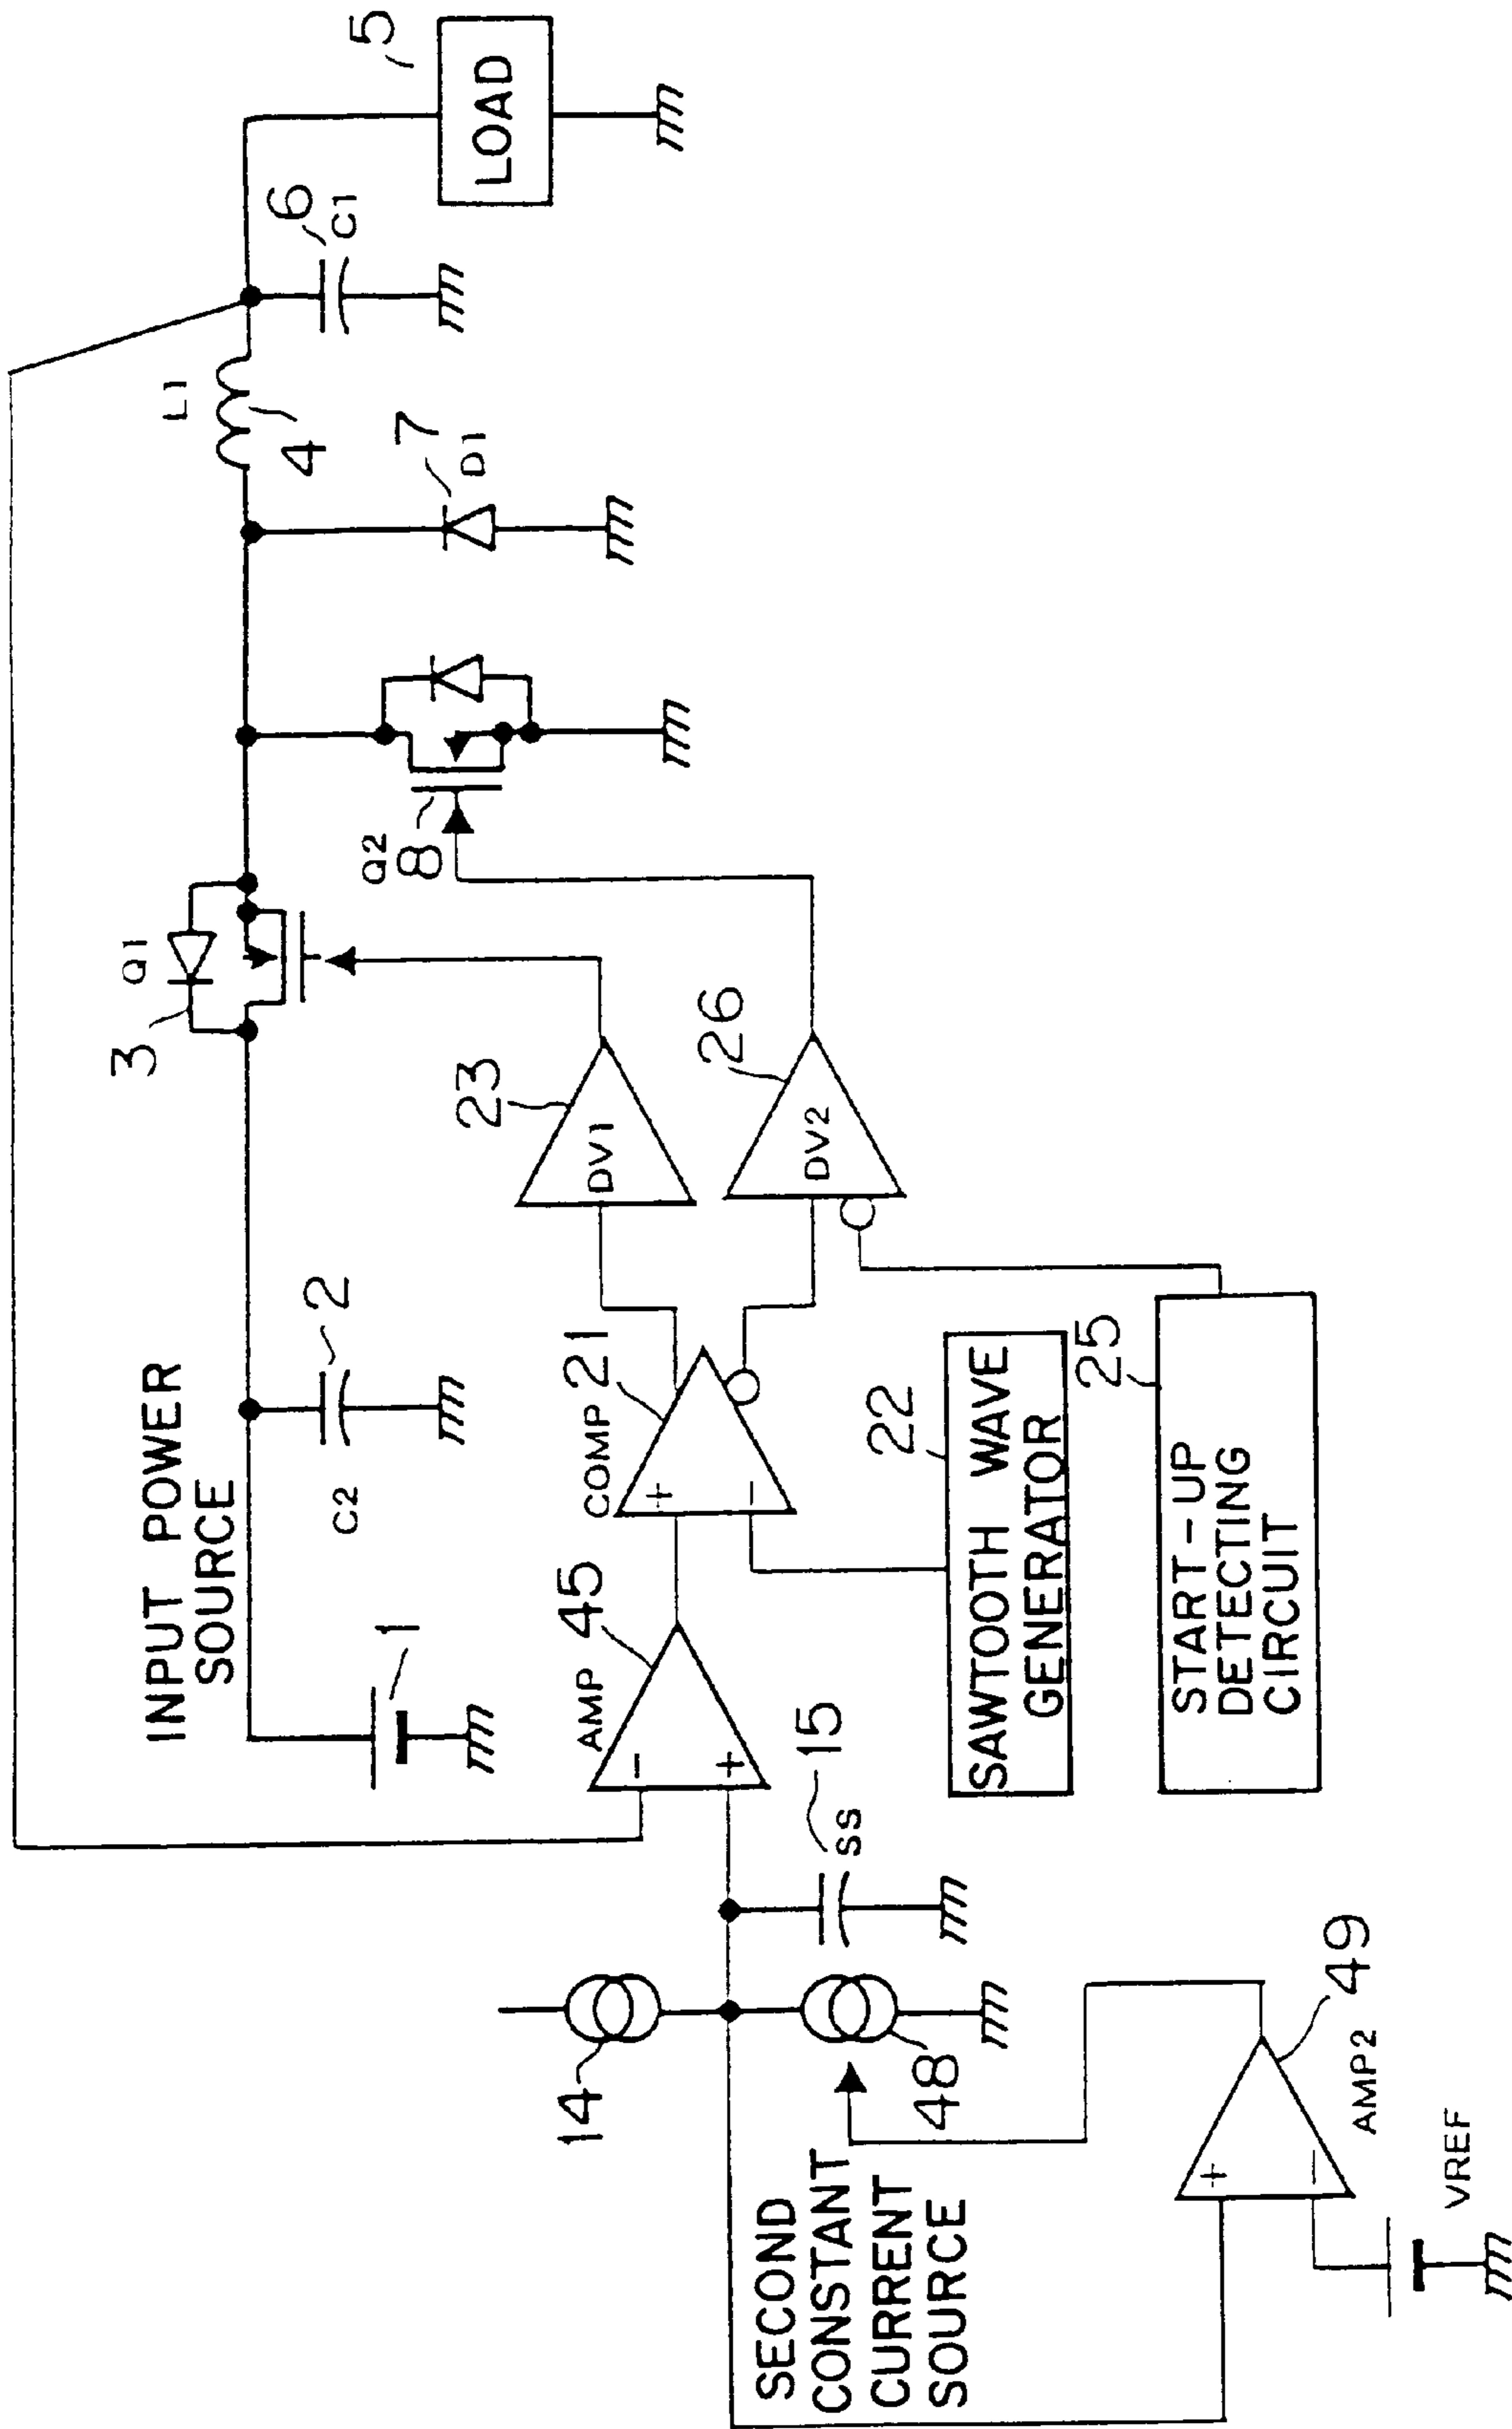 5
LOAD
6
C1
L1
4
7
D1
Q2
8
Q1
3
23
DV1
26
DV2
INPUT POWER
SOURCE
2
C2
1
COMP 21
+
−
22
SAWTOOTH WAVE
GENERATOR
25
START-UP
DETECTING
CIRCUIT
AMP 45
−
+
15
SS
14
48
SECOND
CONSTANT
CURRENT
SOURCE
49
AMP2
+
−
VREF